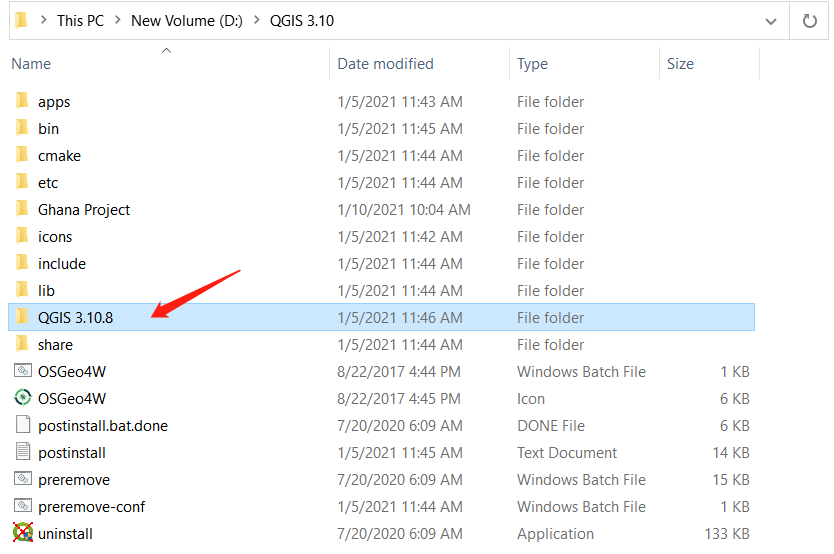 This PC > New Volume (D:) > QGIS 3.10
Name Date modified Type Size
apps 1/5/2021 11:43 AM File folder
bin 1/5/2021 11:45 AM File folder
cmake 1/5/2021 11:44 AM File folder
etc 1/5/2021 11:44 AM File folder
Ghana Project 1/10/2021 10:04 AM File folder
icons 1/5/2021 11:42 AM File folder
include 1/5/2021 11:44 AM File folder
lib 1/5/2021 11:44 AM File folder
QGIS 3.10.8 1/5/2021 11:46 AM File folder
share 1/5/2021 11:44 AM File folder
OSGeo4W 8/22/2017 4:44 PM Windows Batch File 1 KB
OSGeo4W 8/22/2017 4:45 PM Icon 6 KB
postinstall.bat.done 7/20/2020 6:09 AM DONE File 6 KB
postinstall 1/5/2021 11:45 AM Text Document 14 KB
preremove 7/20/2020 6:09 AM Windows Batch File 15 KB
preremove-conf 1/5/2021 11:44 AM Windows Batch File 1 KB
uninstall 7/20/2020 6:09 AM Application 133 KB